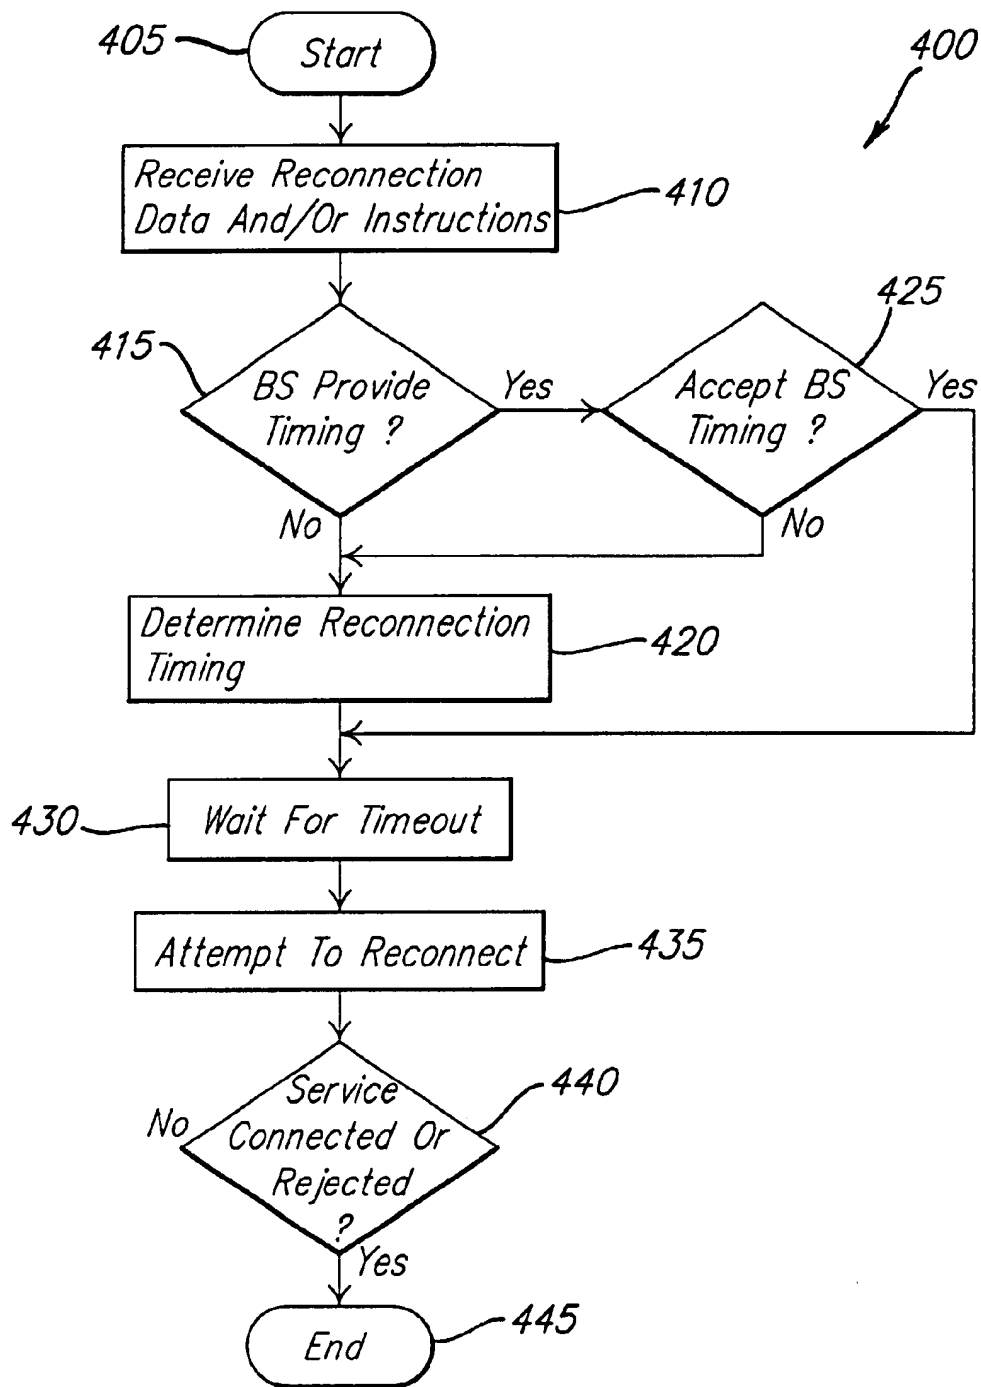 405
Start
400
Receive Reconnection
Data And/Or Instructions
410
415
BS Provide
Timing ?
Yes
No
425
Accept BS
Timing ?
Yes
No
Determine Reconnection
Timing
420
430
Wait For Timeout
Attempt To Reconnect
435
Service
Connected Or
Rejected
?
440
No
Yes
End
445